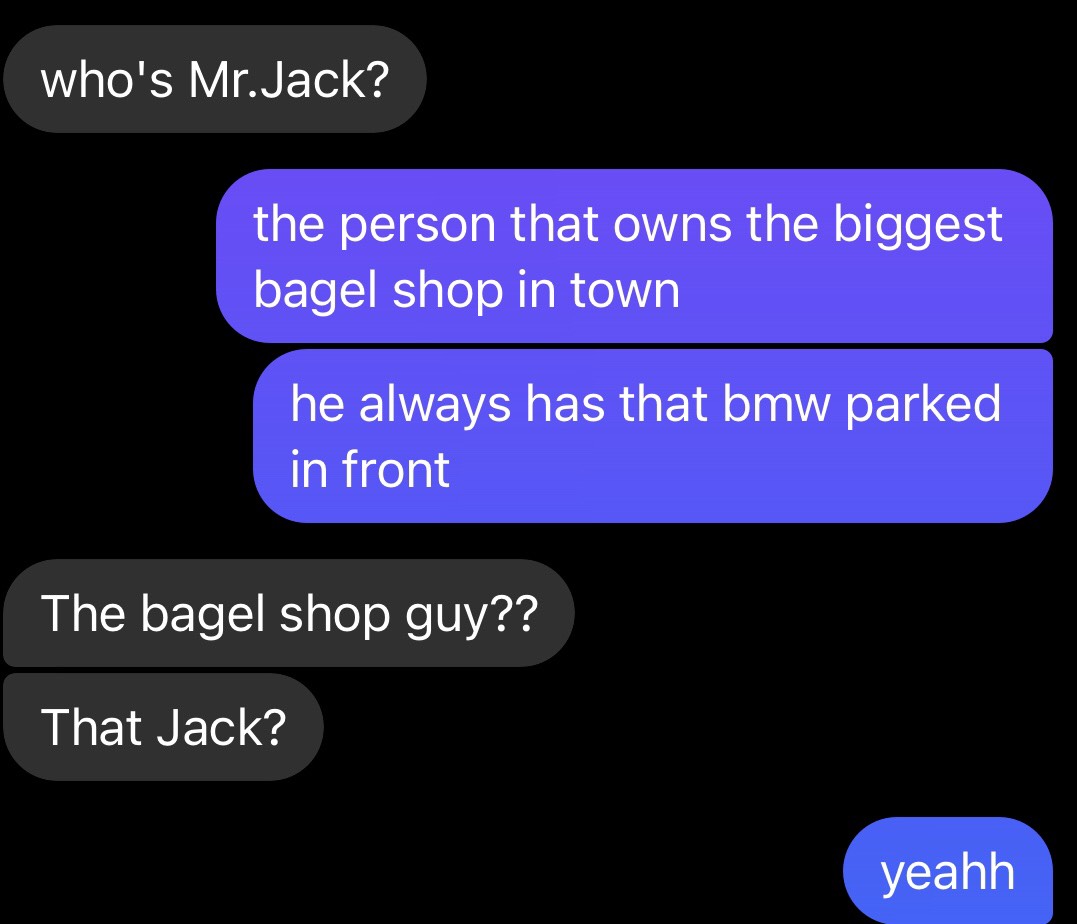 who's Mr.Jack?
the person that owns the biggest
bagel shop in town
he always has that bmw parked
in front
The bagel shop guy??
That Jack?
yeahh